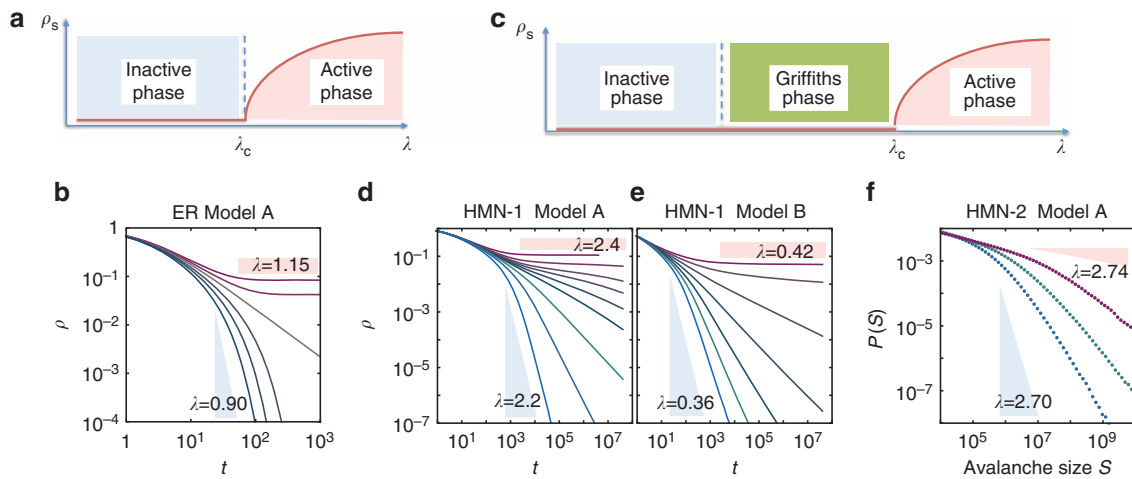 a
ρs
Inactive
phase
Active
phase
λc
λ
c
ρs
Inactive
phase
Griffiths
phase
Active
phase
λc
λ
b
ER Model A
1
10⁻¹
10⁻²
10⁻³
10⁻⁴
ρ
λ=1.15
λ=0.90
1
10¹
10²
10³
t
d
HMN-1 Model A
10⁻¹
10⁻³
10⁻⁵
10⁻⁷
ρ
λ=2.4
λ=2.2
10¹
10³
10⁵
10⁷
t
e
HMN-1 Model B
λ=0.42
λ=0.36
10¹
10³
10⁵
10⁷
t
f
HMN-2 Model A
10⁻³
10⁻⁵
10⁻⁷
P(S)
λ=2.74
λ=2.70
10⁵
10⁷
10⁹
Avalanche size S